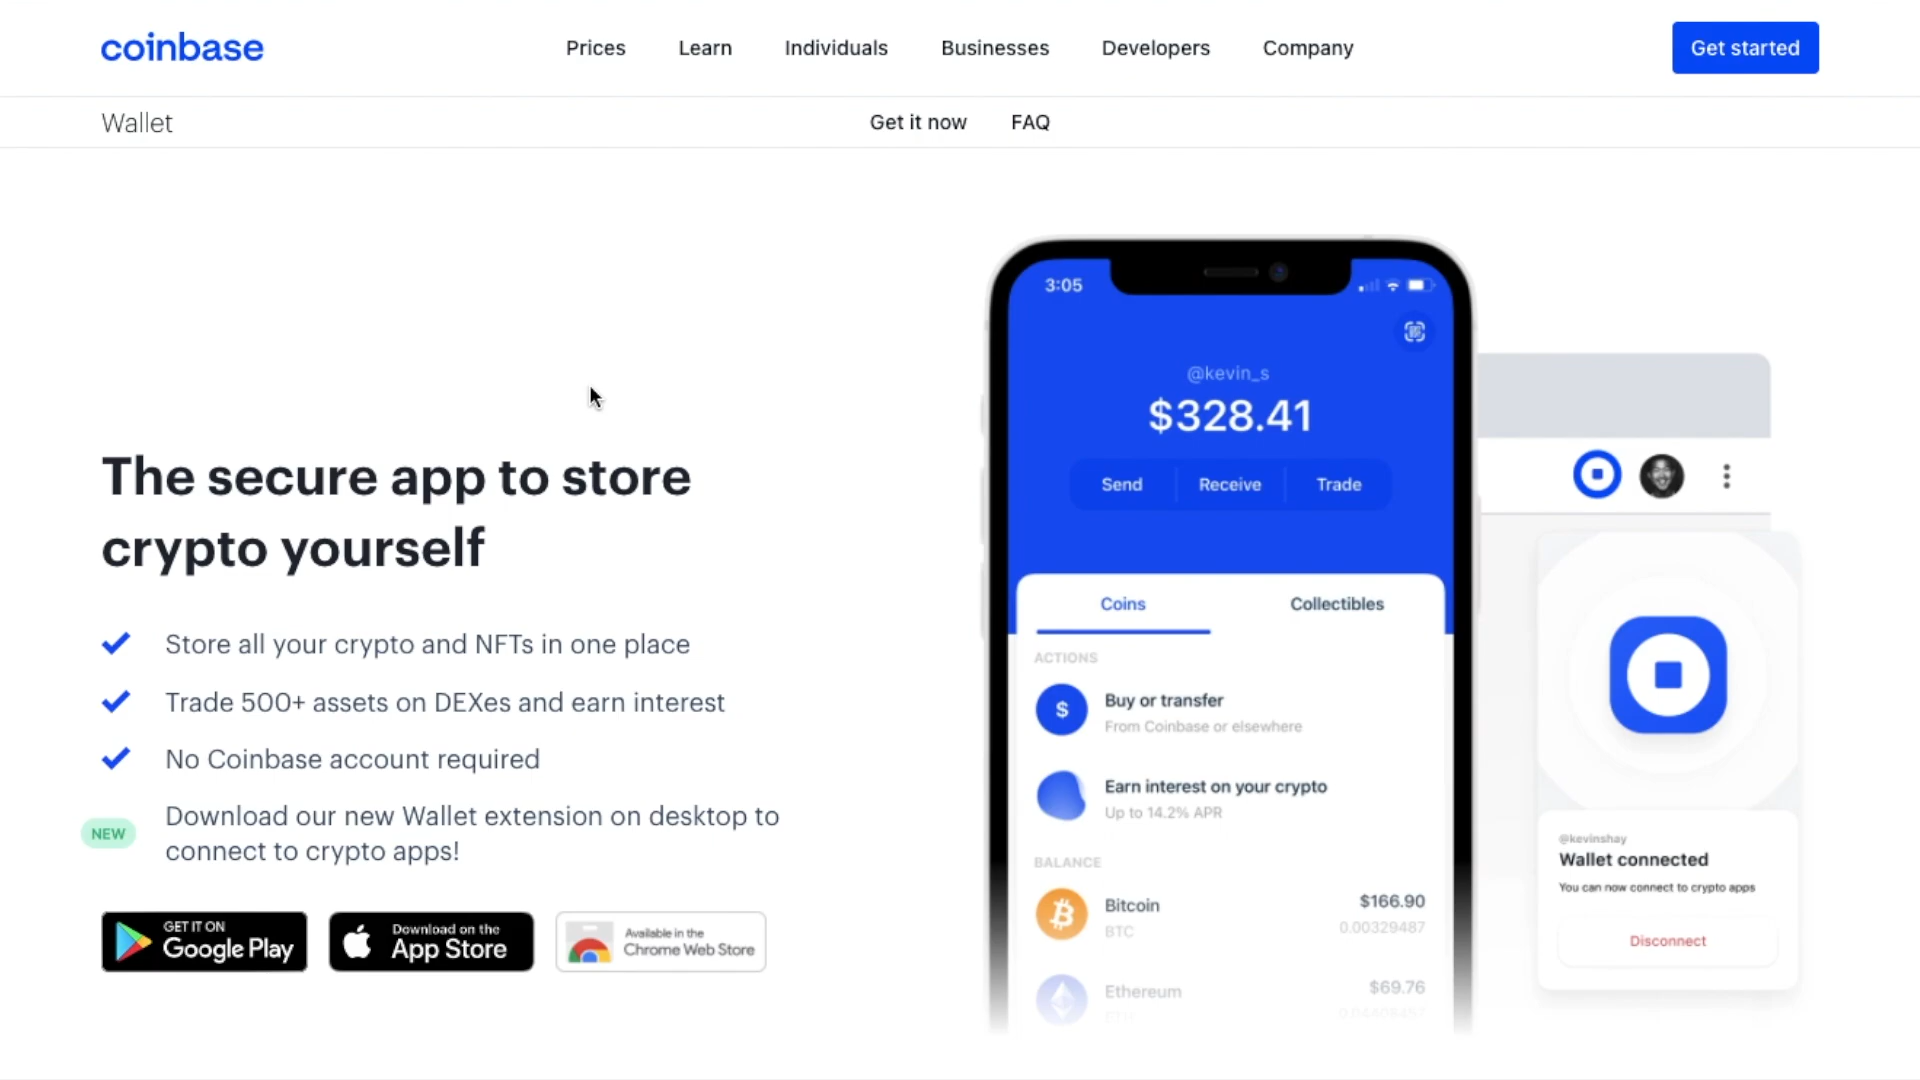 coinbase
Prices
Learn
Individuals
Businesses
Developers
Company
Get started
Wallet
Get it now
FAQ
The secure app to store
crypto yourself
Store all your crypto and NFTs in one place
Trade 500+ assets on DEXes and earn interest
No Coinbase account required
NEW
Download our new Wallet extension on desktop to
connect to crypto apps!
GET IT ON
Google Play
Download on the
App Store
Available in the
Chrome Web Store
3:05
@kevin_s
$328.41
Send
Receive
Trade
Coins
Collectibles
ACTIONS
$
Buy or transfer
From Coinbase or elsewhere
Earn interest on your crypto
Up to 14.2% APR
BALANCE
Bitcoin
$166.90
BTC
0.00329487
Ethereum
$69.76
ETH
@kevinshay
Wallet connected
You can now connect to crypto apps
Disconnect